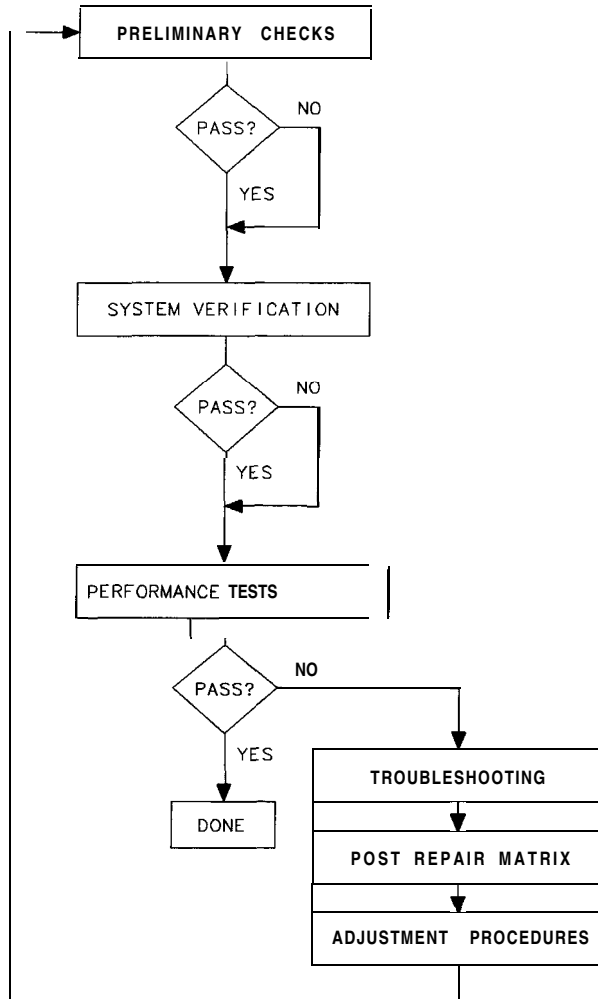 PRELIMINARY CHECKS
NO
PASS?
YES
SYSTEM VERIFICATION
NO
PASS?
YES
PERFORMANCE TESTS
NO
PASS?
YES
TROUBLESHOOTING
DONE
POST REPAIR MATRIX
ADJUSTMENT PROCEDURES